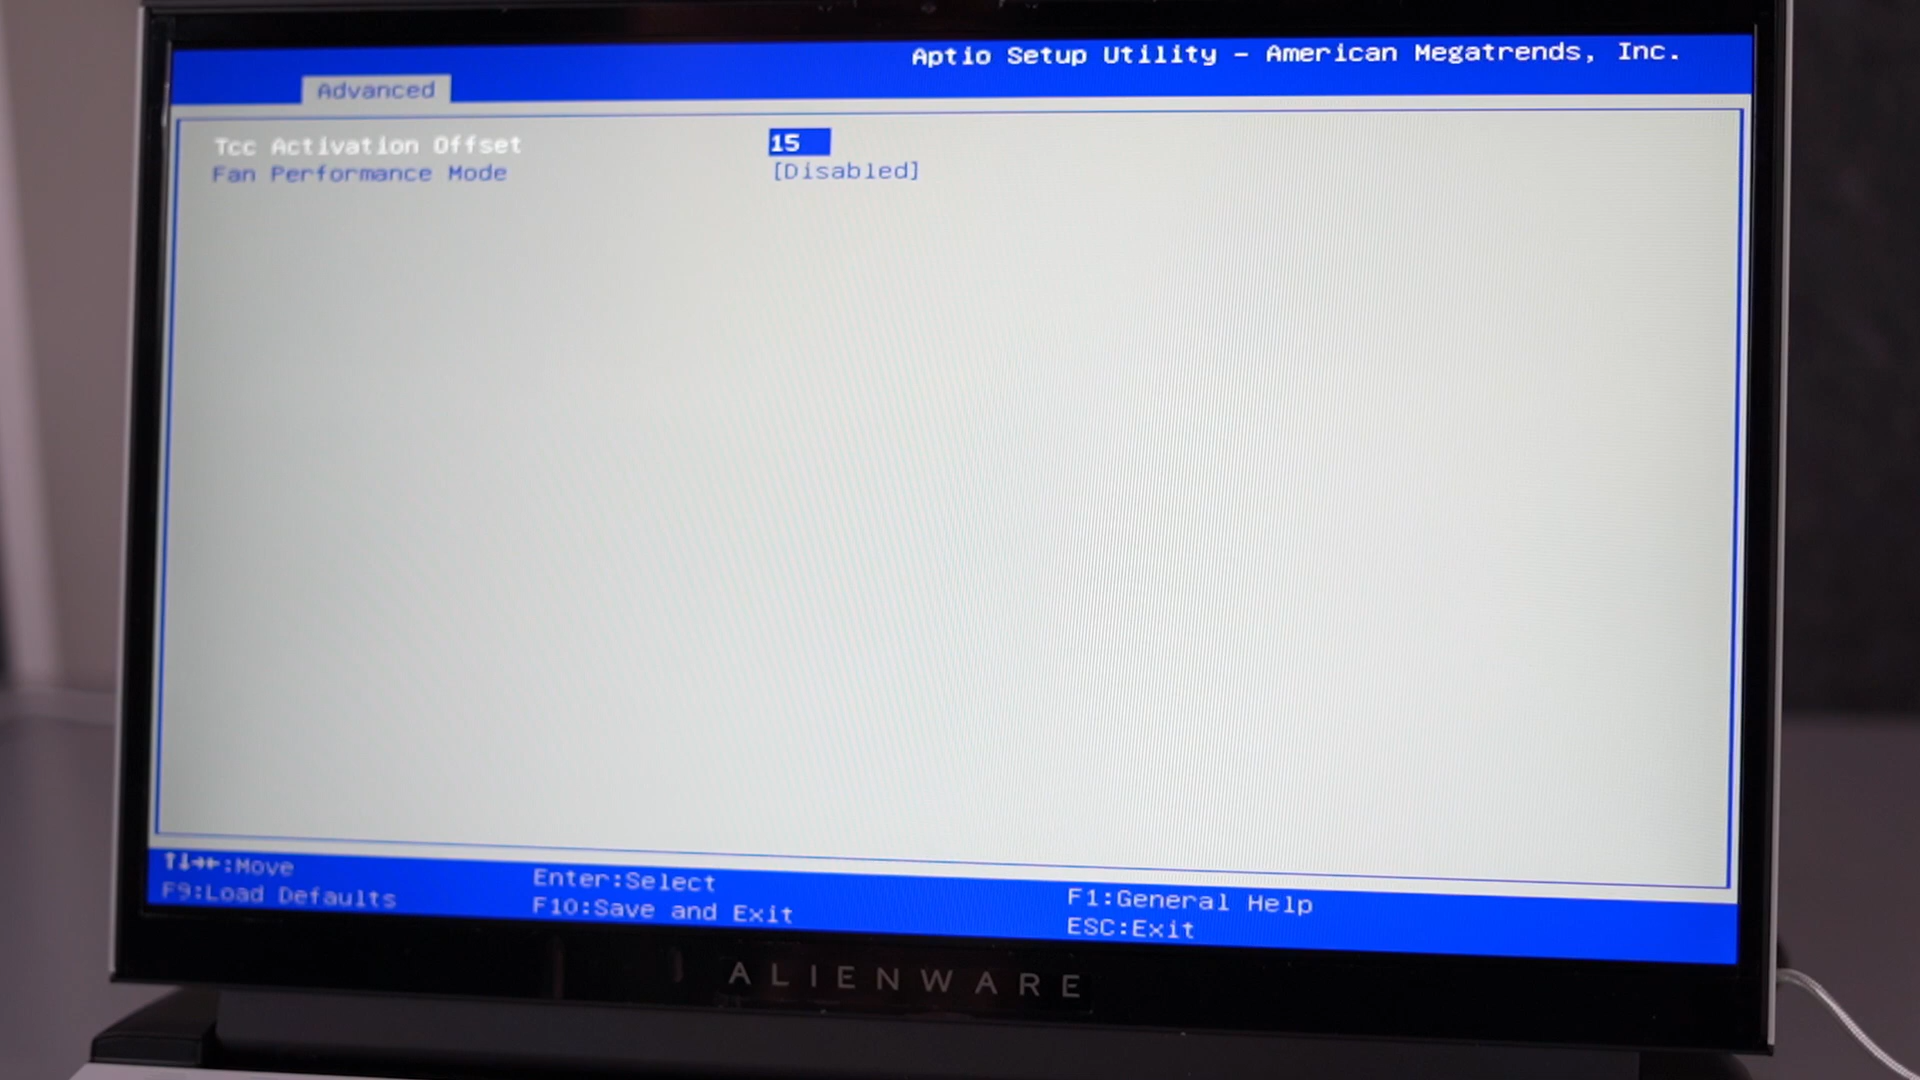 Aptio Setup Utility – American Megatrends, Inc.
Advanced
Tcc Activation Offset 15
Fan Performance Mode [Disabled]
↑↓→←:Move Enter:Select F1:General Help
F9:Load Defaults F10:Save and Exit ESC:Exit
ALIENWARE